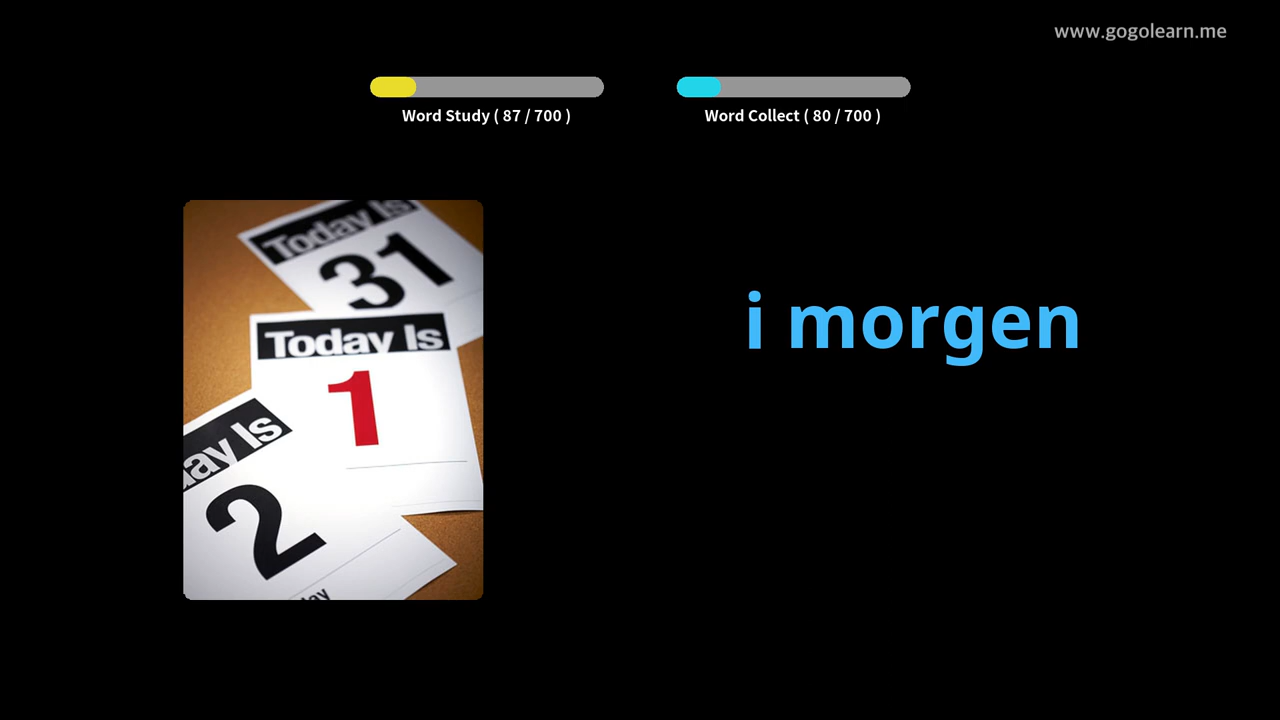 www.gogolearn.me
Word Study ( 87 / 700 )
Word Collect ( 80 / 700 )
Today Is
31
Today Is
1
ay Is
2
i morgen